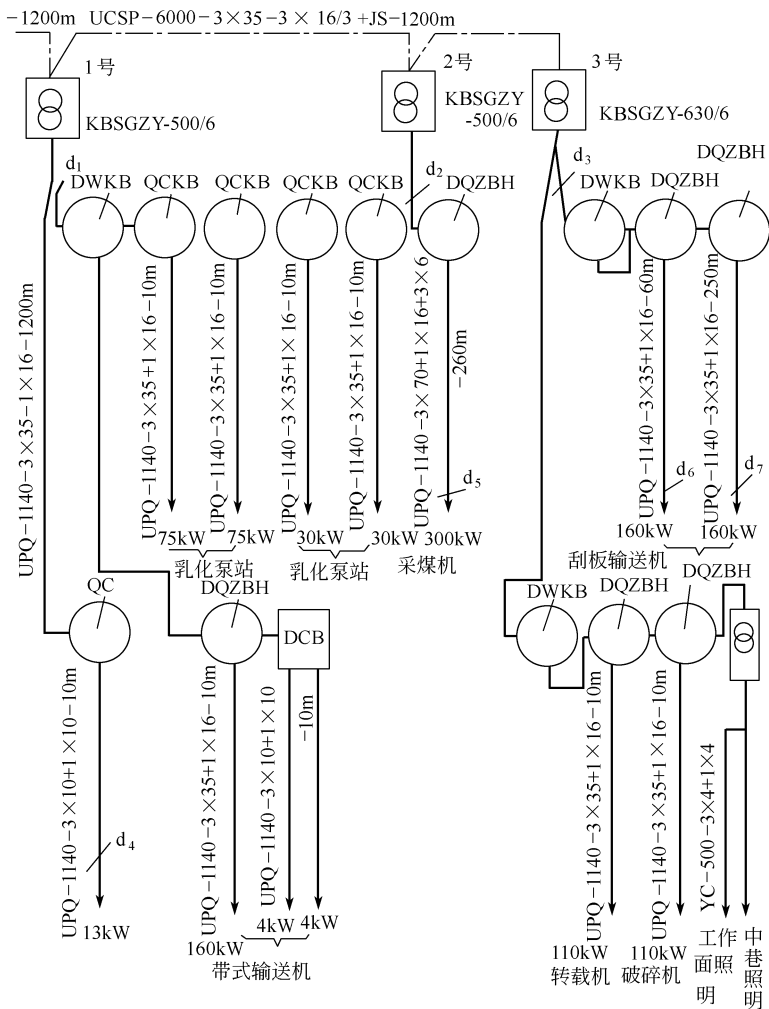 -1200m UCSP-6000-3×35-3×16/3+JS-1200m
1号
2号
3号
KBSGZY-500/6
KBSGZY
-500/6
KBSGZY-630/6
d1
DWKB
QCKB
QCKB
QCKB
QCKB
d2
DQZBH
d3
DWKB
DQZBH
DQZBH
UPQ-1140-3×35-1×16-1200m
UPQ-1140-3×35+1×16-10m
UPQ-1140-3×35+1×16-10m
UPQ-1140-3×35+1×16-10m
UPQ-1140-3×35+1×16-10m
UPQ-1140-3×70+1×16+3×6
-260m
UPQ-1140-3×35+1×16-60m
UPQ-1140-3×35+1×16-250m
d5
d6
d7
75kW
75kW
30kW
30kW
300kW
160kW
160kW
乳化泵站
乳化泵站
采煤机
刮板输送机
QC
DQZBH
DCB
DWKB
DQZBH
DQZBH
UPQ-1140-3×10+1×10-10m
d4
UPQ-1140-3×35+1×16-10m
UPQ-1140-3×10+1×10
-10m
UPQ-1140-3×35+1×16-10m
UPQ-1140-3×35+1×16-10m
YC-500-3×4+1×4
13kW
160kW
4kW
4kW
带式输送机
110kW
转载机
110kW
破碎机
工作
面照
明
中巷照明